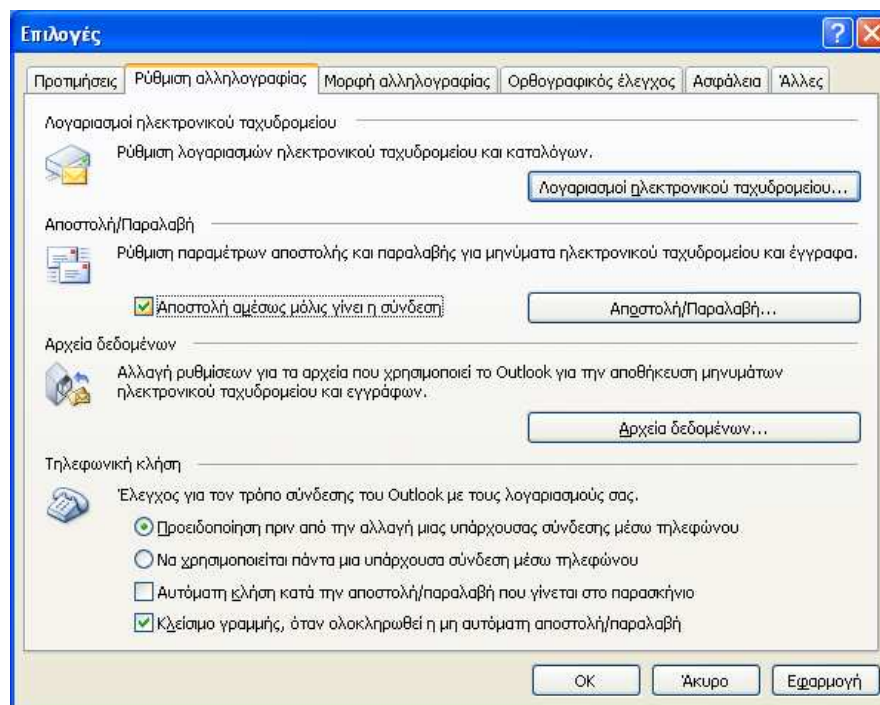 Επιλογές
Προτιμήσεις Ρύθμιση αλληλογραφίας Μορφή αλληλογραφίας Ορθογραφικός έλεγχος Ασφάλεια Άλλες
Λογαριασμοί ηλεκτρονικού ταχυδρομείου
Ρύθμιση λογαριασμών ηλεκτρονικού ταχυδρομείου και καταλόγων.
Λογαριασμοί ηλεκτρονικού ταχυδρομείου...
Αποστολή/Παραλαβή
Ρύθμιση παραμέτρων αποστολής και παραλαβής για μηνύματα ηλεκτρονικού ταχυδρομείου και έγγραφα.
Αποστολή αμέσως μόλις γίνει η σύνδεση
Αποστολή/Παραλαβή...
Αρχεία δεδομένων
Αλλαγή ρυθμίσεων για τα αρχεία που χρησιμοποιεί το Outlook για την αποθήκευση μηνυμάτων
ηλεκτρονικού ταχυδρομείου και εγγράφων.
Αρχεία δεδομένων...
Τηλεφωνική κλήση
Έλεγχος για τον τρόπο σύνδεσης του Outlook με τους λογαριασμούς σας.
Προειδοποίηση πριν από την αλλαγή μιας υπάρχουσας σύνδεσης μέσω τηλεφώνου
Να χρησιμοποιείται πάντα μια υπάρχουσα σύνδεση μέσω τηλεφώνου
Αυτόματη κλήση κατά την αποστολή/παραλαβή που γίνεται στο παρασκήνιο
Κλείσιμο γραμμής, όταν ολοκληρωθεί η μη αυτόματη αποστολή/παραλαβή
OK Άκυρο Εφαρμογή